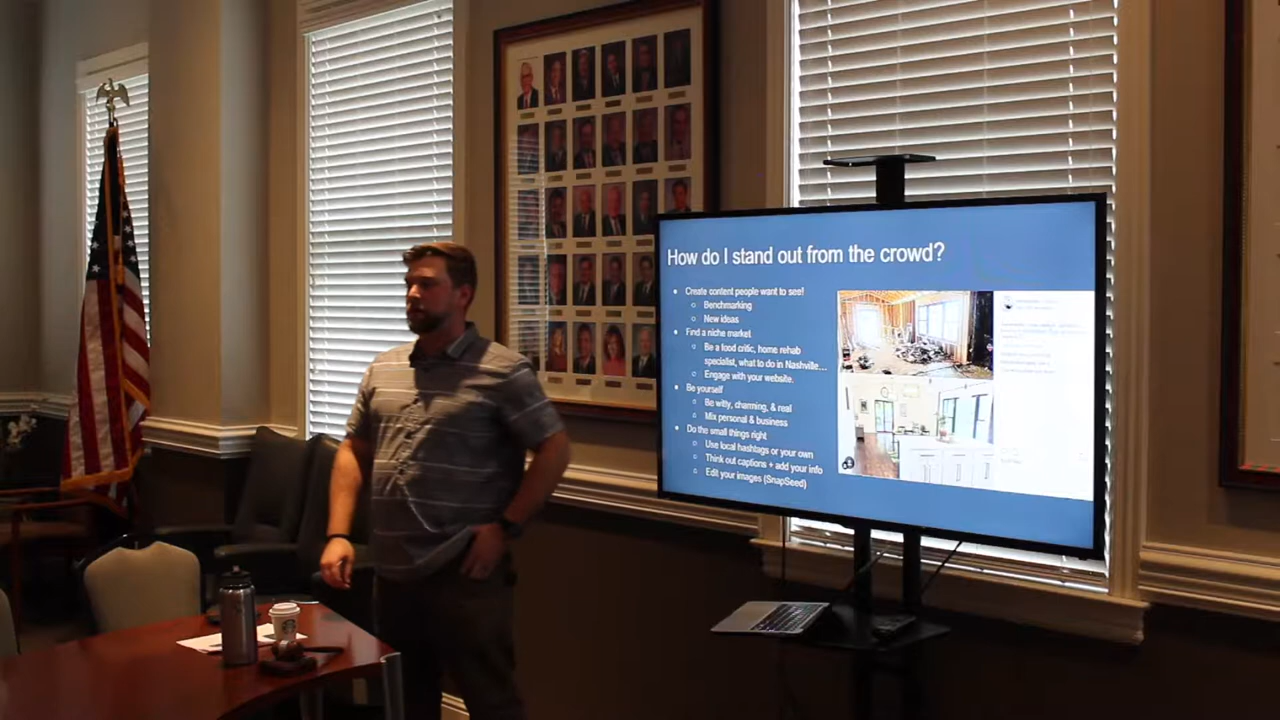 How do I stand out from the crowd?
● Create content people want to see!
○ Benchmarking
○ New ideas
● Find a niche market
○ Be a food critic, home rehab
specialist, what to do in Nashville...
○ Engage with your website.
● Be yourself
○ Be witty, charming, & real
○ Mix personal & business
● Do the small things right
○ Use local hashtags or your own
○ Think out captions + add your info
○ Edit your images (SnapSeed)